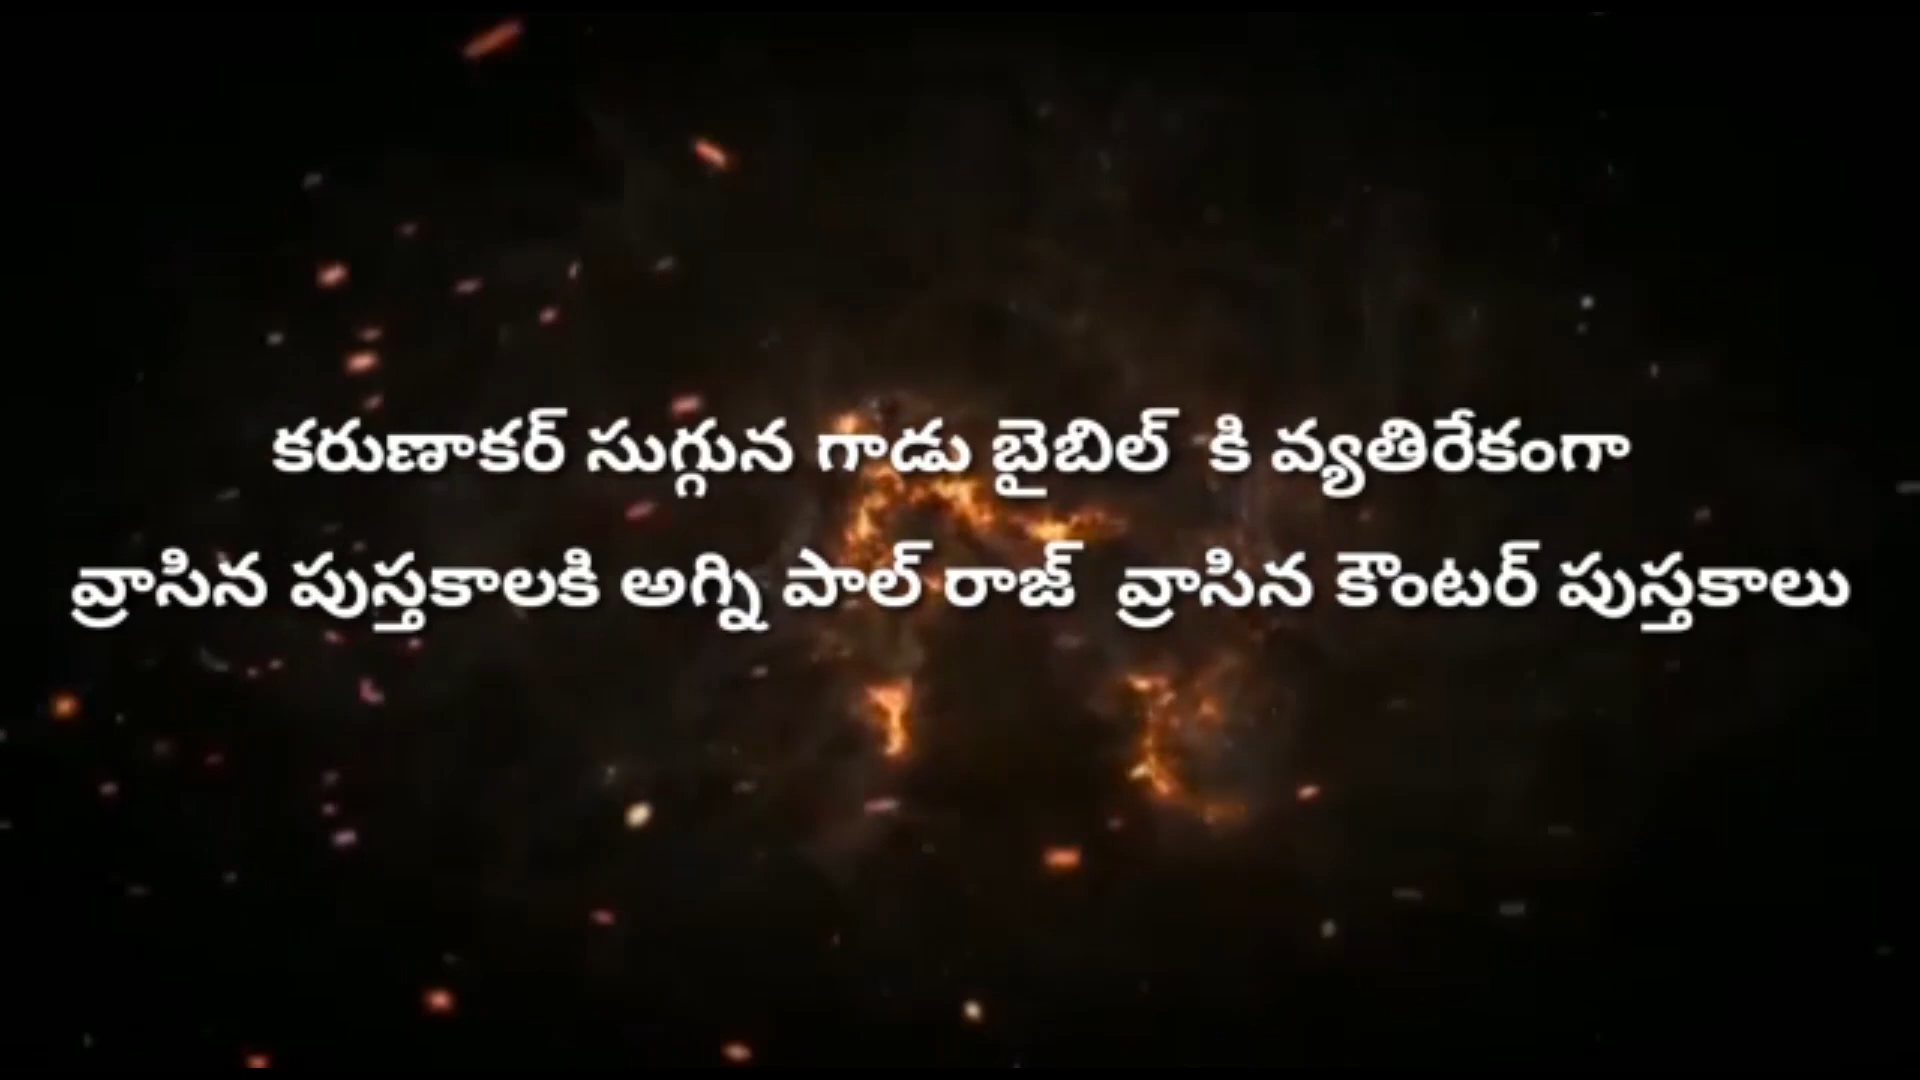 కరుణాకర్ సుగ్గున గాడు బైబిల్ కి వ్యతిరేకంగా
వ్రాసిన పుస్తకాలకి అగ్ని పాల్ రాజ్ వ్రాసిన కౌంటర్ పుస్తకాలు